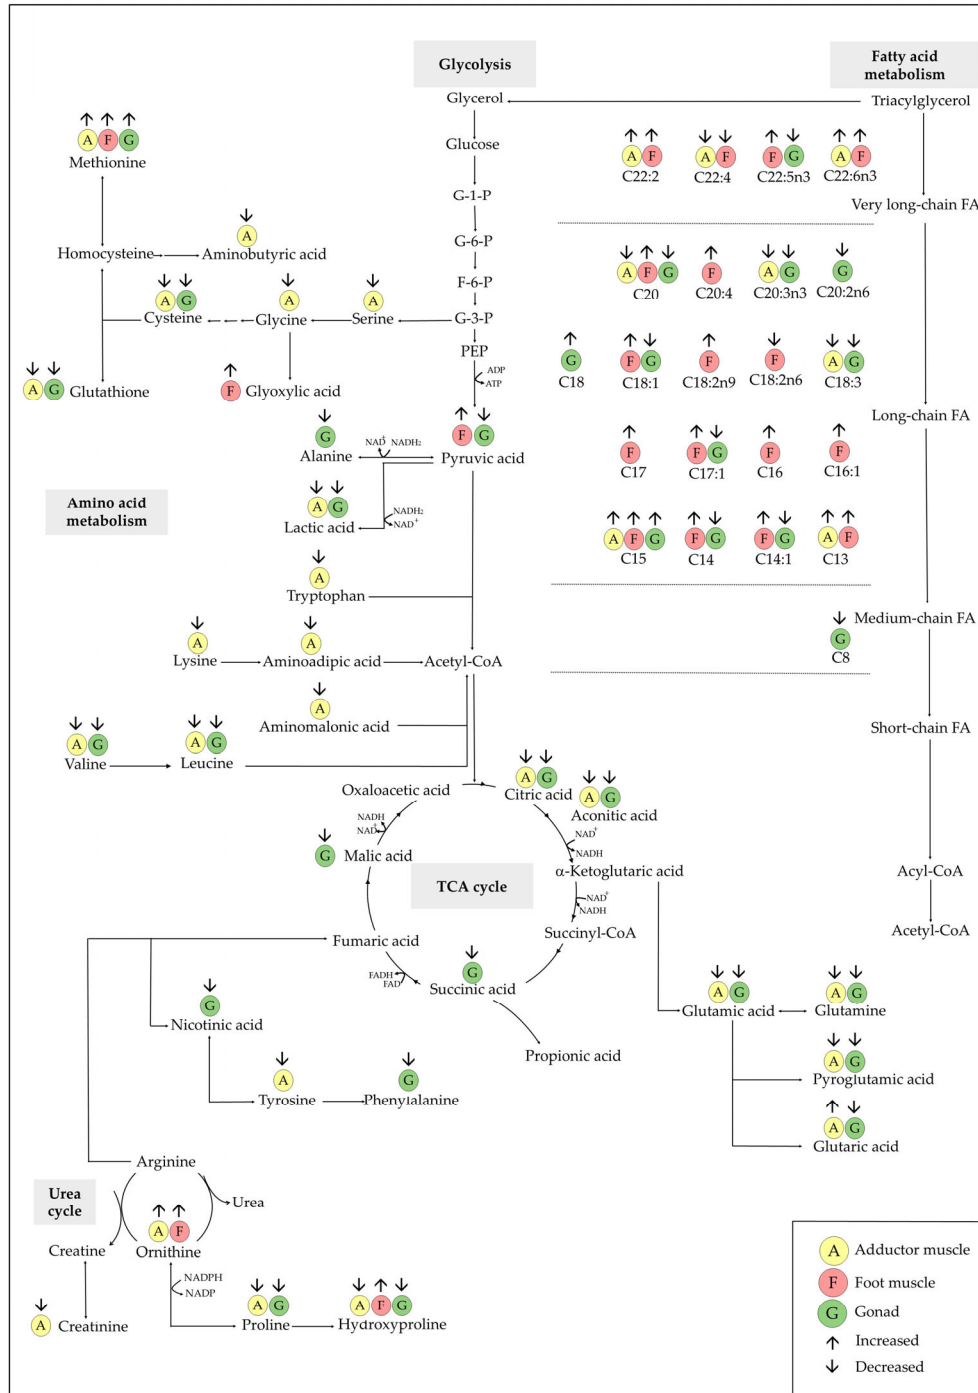 Glycolysis
Fatty acid
metabolism
Glycerol
Triacylglycerol
A F G
Methionine
Glucose
A F
C22:2
A F
C22:4
F G
C22:5n3
A F
C22:6n3
G-1-P
Very long-chain FA
G-6-P
Homocysteine
A
Aminobutyric acid
F-6-P
A F G
C20
F
C20:4
A G
C20:3n3
G
C20:2n6
A G
Cysteine
A
Glycine
A
Serine
G-3-P
PEP
ADP
ATP
A G Glutathione
F Glyoxylic acid
G
C18
F G
C18:1
F
C18:2n9
F
C18:2n6
A G
C18:3
Long-chain FA
G
Alanine
NAD+ NADH2
F G
Pyruvic acid
F
C17
F G
C17:1
F
C16
F
C16:1
Amino acid
metabolism
A G
Lactic acid
NADH2
NAD+
A F G
C15
F G
C14
F G
C14:1
A F
C13
A
Tryptophan
Medium-chain FA
G
C8
A
Lysine
A
Aminoadipic acid
Acetyl-CoA
A
Aminomalonic acid
Short-chain FA
A G
Valine
A G
Leucine
Oxaloacetic acid
A G
Citric acid
A G
Aconitic acid
NADH
NAD+
NAD+
NADH
G Malic acid
TCA cycle
α-Ketoglutaric acid
Acyl-CoA
NAD+
NADH
Fumaric acid
Succinyl-CoA
Acetyl-CoA
FADH
FAD
G
Succinic acid
G
Nicotinic acid
A G
Glutamic acid
A G
Glutamine
Propionic acid
A
Tyrosine
G
Phenylalanine
A G
Pyroglutamic acid
A G
Glutaric acid
Arginine
Urea
cycle
Urea
A F
Ornithine
Creatine
NADPH
NADP
A Creatinine
A G
Proline
A F G
Hydroxyproline
A Adductor muscle
F Foot muscle
G Gonad
↑ Increased
↓ Decreased